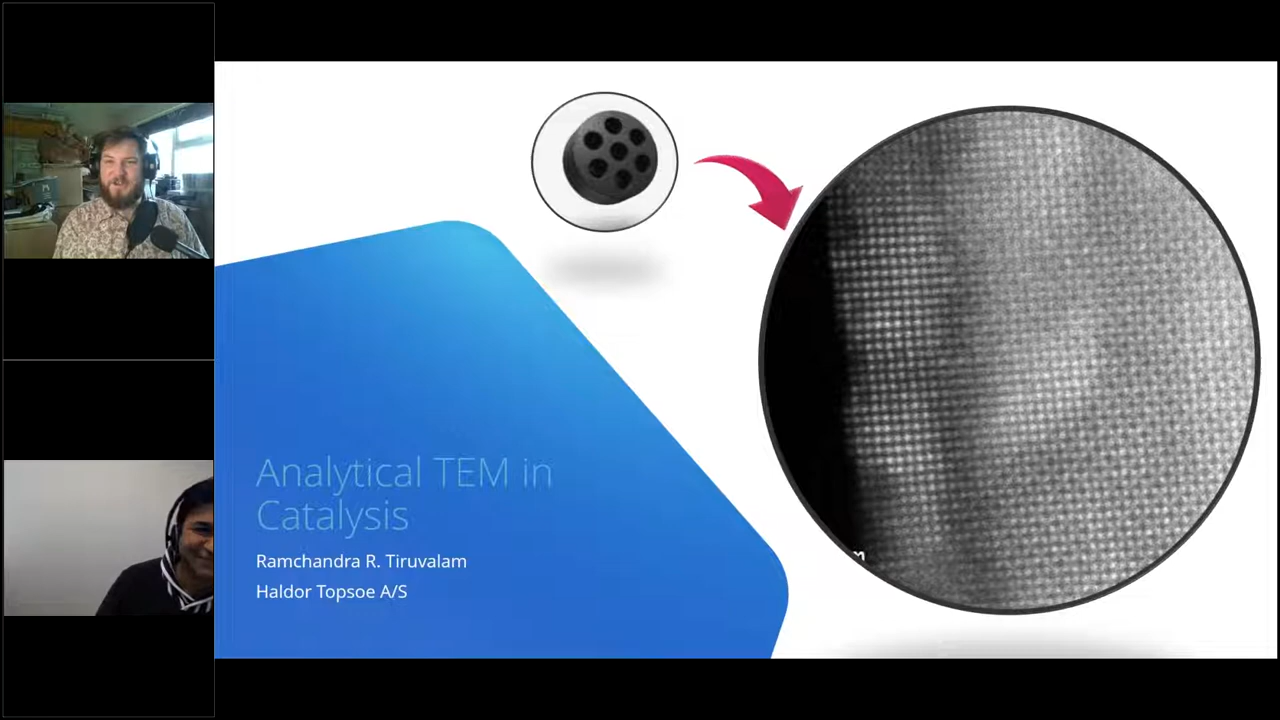 Analytical TEM in
Catalysis
Ramchandra R. Tiruvalam
Haldor Topsoe A/S